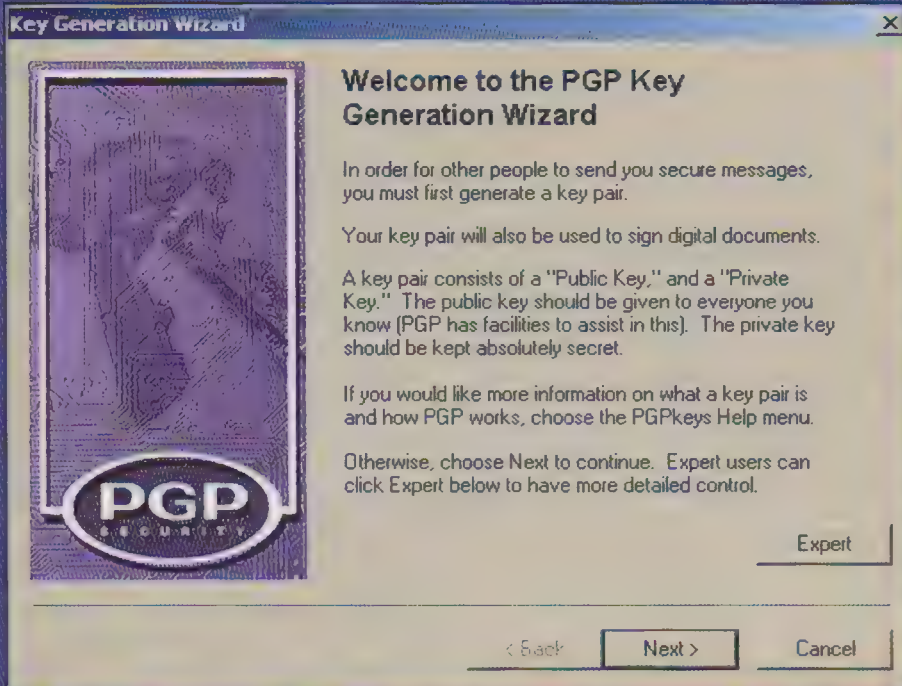 Key Generation Wizard
Welcome to the PGP Key
Generation Wizard
In order for other people to send you secure messages,
you must first generate a key pair.
Your key pair will also be used to sign digital documents.
A key pair consists of a "Public Key," and a "Private
Key." The public key should be given to everyone you
know (PGP has facilities to assist in this). The private key
should be kept absolutely secret.
If you would like more information on what a key pair is
and how PGP works, choose the PGPkeys Help menu.
Otherwise, choose Next to continue. Expert users can
click Expert below to have more detailed control.
PGP
SECURITY
Expert
< Back
Next >
Cancel